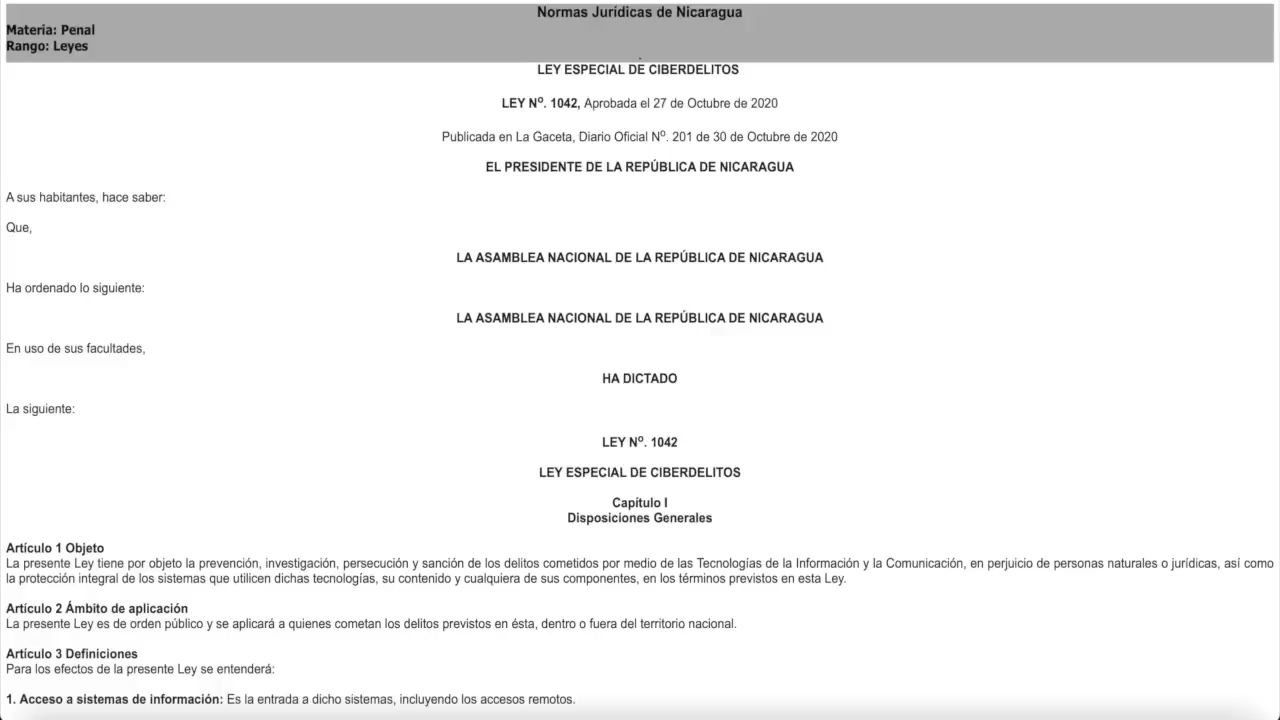 Normas Jurídicas de Nicaragua
Materia: Penal
Rango: Leyes
.
LEY ESPECIAL DE CIBERDELITOS
LEY Nº. 1042, Aprobada el 27 de Octubre de 2020
Publicada en La Gaceta, Diario Oficial Nº. 201 de 30 de Octubre de 2020
EL PRESIDENTE DE LA REPÚBLICA DE NICARAGUA
A sus habitantes, hace saber:
Que,
LA ASAMBLEA NACIONAL DE LA REPÚBLICA DE NICARAGUA
Ha ordenado lo siguiente:
LA ASAMBLEA NACIONAL DE LA REPÚBLICA DE NICARAGUA
En uso de sus facultades,
HA DICTADO
La siguiente:
LEY Nº. 1042
LEY ESPECIAL DE CIBERDELITOS
Capítulo I
Disposiciones Generales
Artículo 1 Objeto
La presente Ley tiene por objeto la prevención, investigación, persecución y sanción de los delitos cometidos por medio de las Tecnologías de la Información y la Comunicación, en perjuicio de personas naturales o jurídicas, así como
la protección integral de los sistemas que utilicen dichas tecnologías, su contenido y cualquiera de sus componentes, en los términos previstos en esta Ley.
Artículo 2 Ámbito de aplicación
La presente Ley es de orden público y se aplicará a quienes cometan los delitos previstos en ésta, dentro o fuera del territorio nacional.
Artículo 3 Definiciones
Para los efectos de la presente Ley se entenderá:
1. Acceso a sistemas de información: Es la entrada a dicho sistemas, incluyendo los accesos remotos.